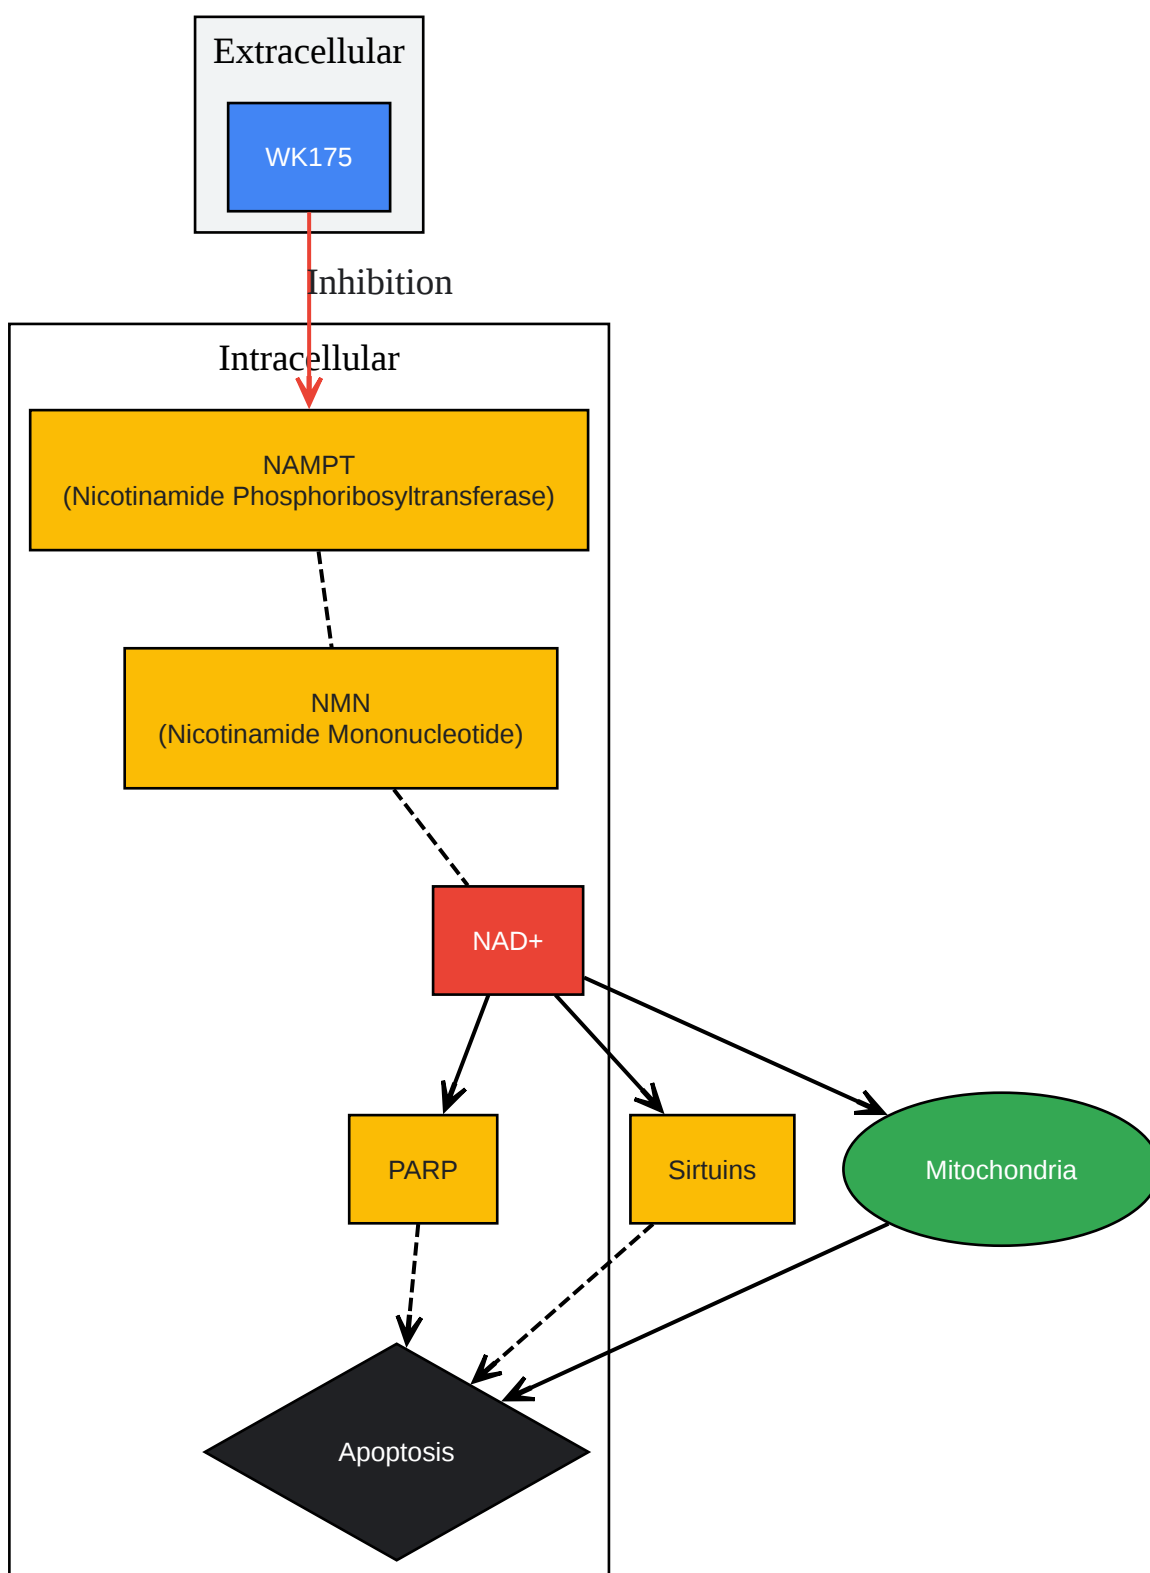 Extracellular
WK175
Inhibition
Intracellular
NAMPT
(Nicotinamide Phosphoribosyltransferase)
NMN
(Nicotinamide Mononucleotide)
NAD+
PARP
Sirtuins
Mitochondria
Apoptosis